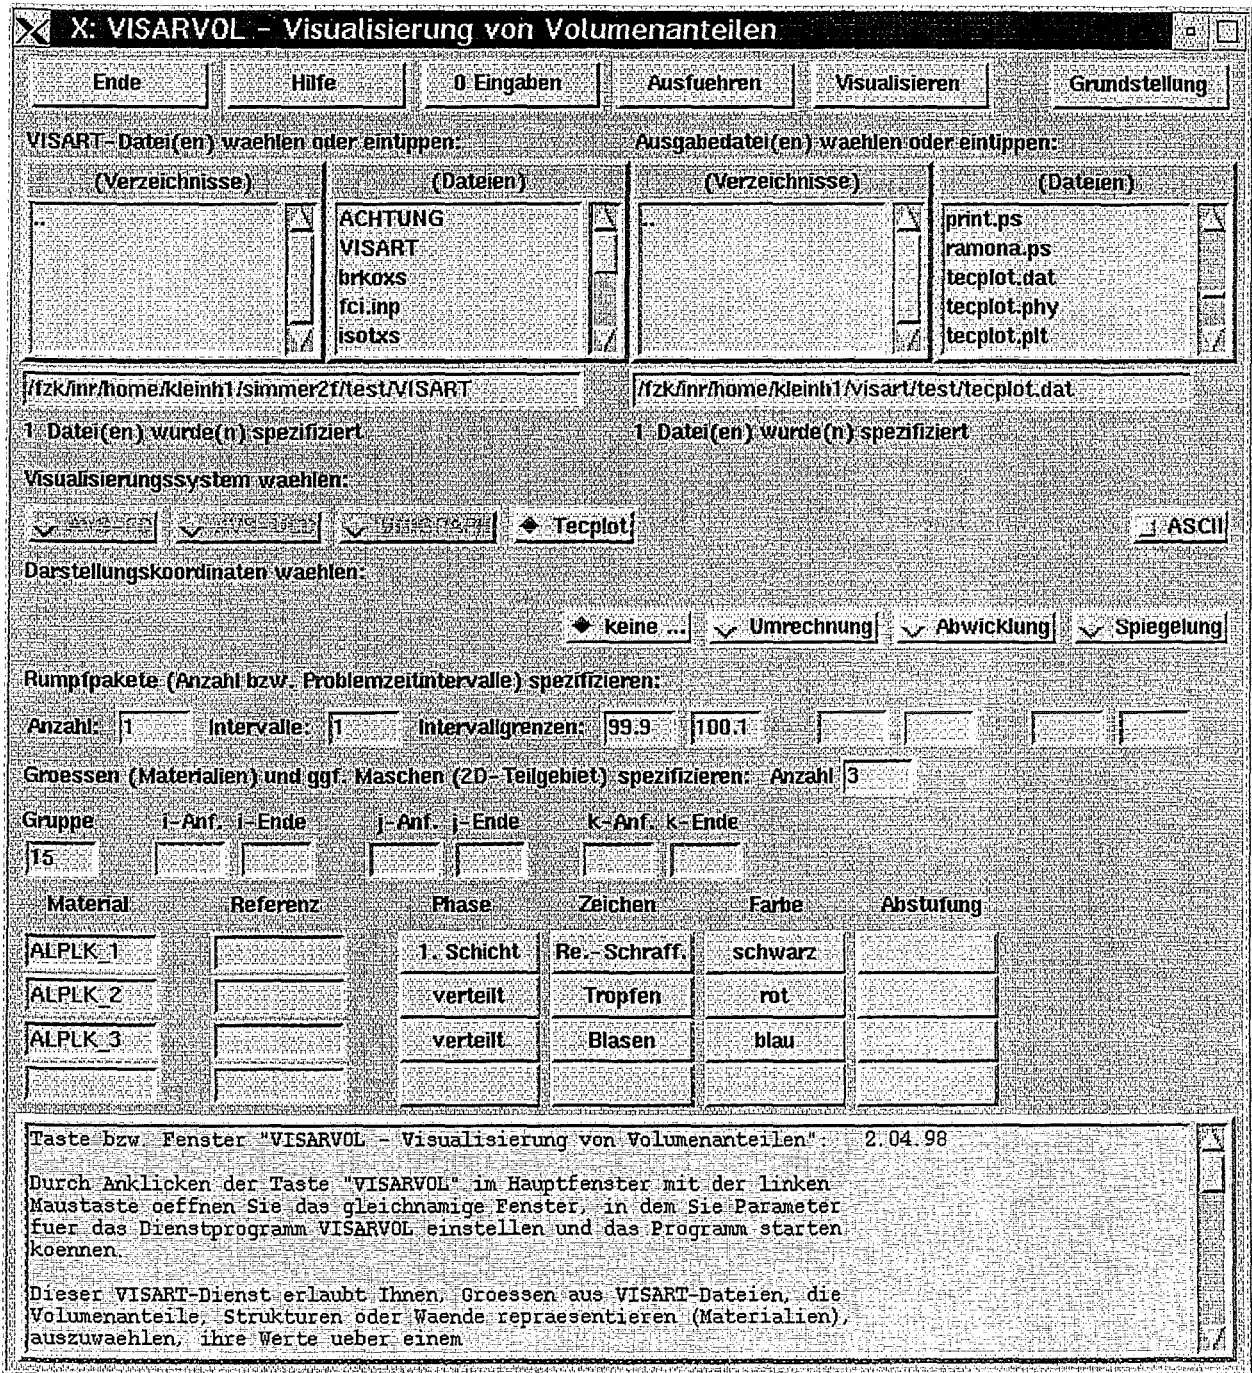 X: VISARVOL - Visualisierung von Volumenanteilen
Ende Hilfe 0 Eingaben Ausfuehren Visualisieren Grundstellung
VISART-Datei(en) waehlen oder eintippen: Ausgabedatei(en) waehlen oder eintippen:
(Verzeichnisse) (Dateien) (Verzeichnisse) (Dateien)
.. ACHTUNG .. print.ps
VISART ramona.ps
brkoxs tecplot.dat
fci.inp tecplot.phy
isotxs tecplot.plt
/fzk/inr/home/kleinh1/simmer2f/test/VISART /fzk/inr/home/kleinh1/visart/test/tecplot.dat
1 Datei(en) wurde(n) spezifiziert 1 Datei(en) wurde(n) spezifiziert
Visualisierungssystem waehlen:
Tecplot ASCII
Darstellungskoordinaten waehlen:
keine ... Umrechnung Abwicklung Spiegelung
Rumpfpakete (Anzahl bzw. Problemzeitintervalle) spezifizieren:
Anzahl: 1 Intervalle: 1 Intervallgrenzen: 99.9 100.1
Groessen (Materialien) und ggf. Maschen (2D-Teilgebiet) spezifizieren: Anzahl 3
Gruppe i-Anf. i-Ende j-Anf. j-Ende k-Anf. k-Ende
15
Material Referenz Phase Zeichen Farbe Abstufung
ALPLK_1 1. Schicht Re.-Schraff. schwarz
ALPLK_2 verteilt Tropfen rot
ALPLK_3 verteilt Blasen blau
Taste bzw. Fenster "VISARVOL - Visualisierung von Volumenanteilen": 2.04.98
Durch Anklicken der Taste "VISARVOL" im Hauptfenster mit der linken
Maustaste oeffnen Sie das gleichnamige Fenster, in dem Sie Parameter
fuer das Dienstprogramm VISARVOL einstellen und das Programm starten
koennen.
Dieser VISART-Dienst erlaubt Ihnen, Groessen aus VISART-Dateien, die
Volumenanteile, Strukturen oder Waende repraesentieren (Materialien),
auszuwaehlen, ihre Werte ueber einem